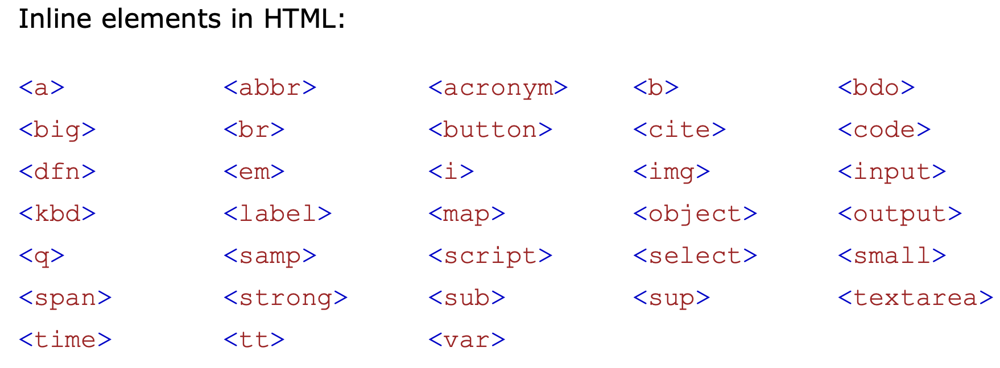 Inline elements in HTML:
<a> <abbr> <acronym> <b> <bdo>
<big> <br> <button> <cite> <code>
<dfn> <em> <i> <img> <input>
<kbd> <label> <map> <object> <output>
<q> <samp> <script> <select> <small>
<span> <strong> <sub> <sup> <textarea>
<time> <tt> <var>